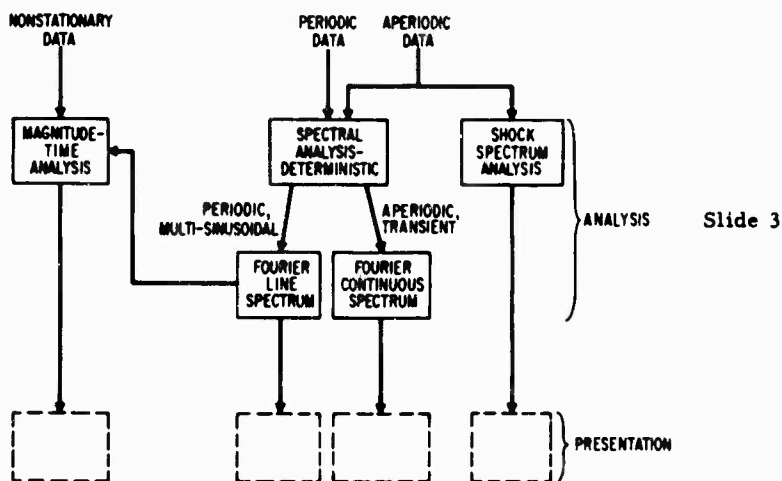 NONSTATIONARY
DATA
PERIODIC
DATA
APERIODIC
DATA
MAGNITUDE-
TIME
ANALYSIS
SPECTRAL
ANALYSIS-
DETERMINISTIC
SHOCK
SPECTRUM
ANALYSIS
PERIODIC,
MULTI-SINUSOIDAL
APERIODIC,
TRANSIENT
ANALYSIS
Slide 3
FOURIER
LINE
SPECTRUM
FOURIER
CONTINUOUS
SPECTRUM
PRESENTATION